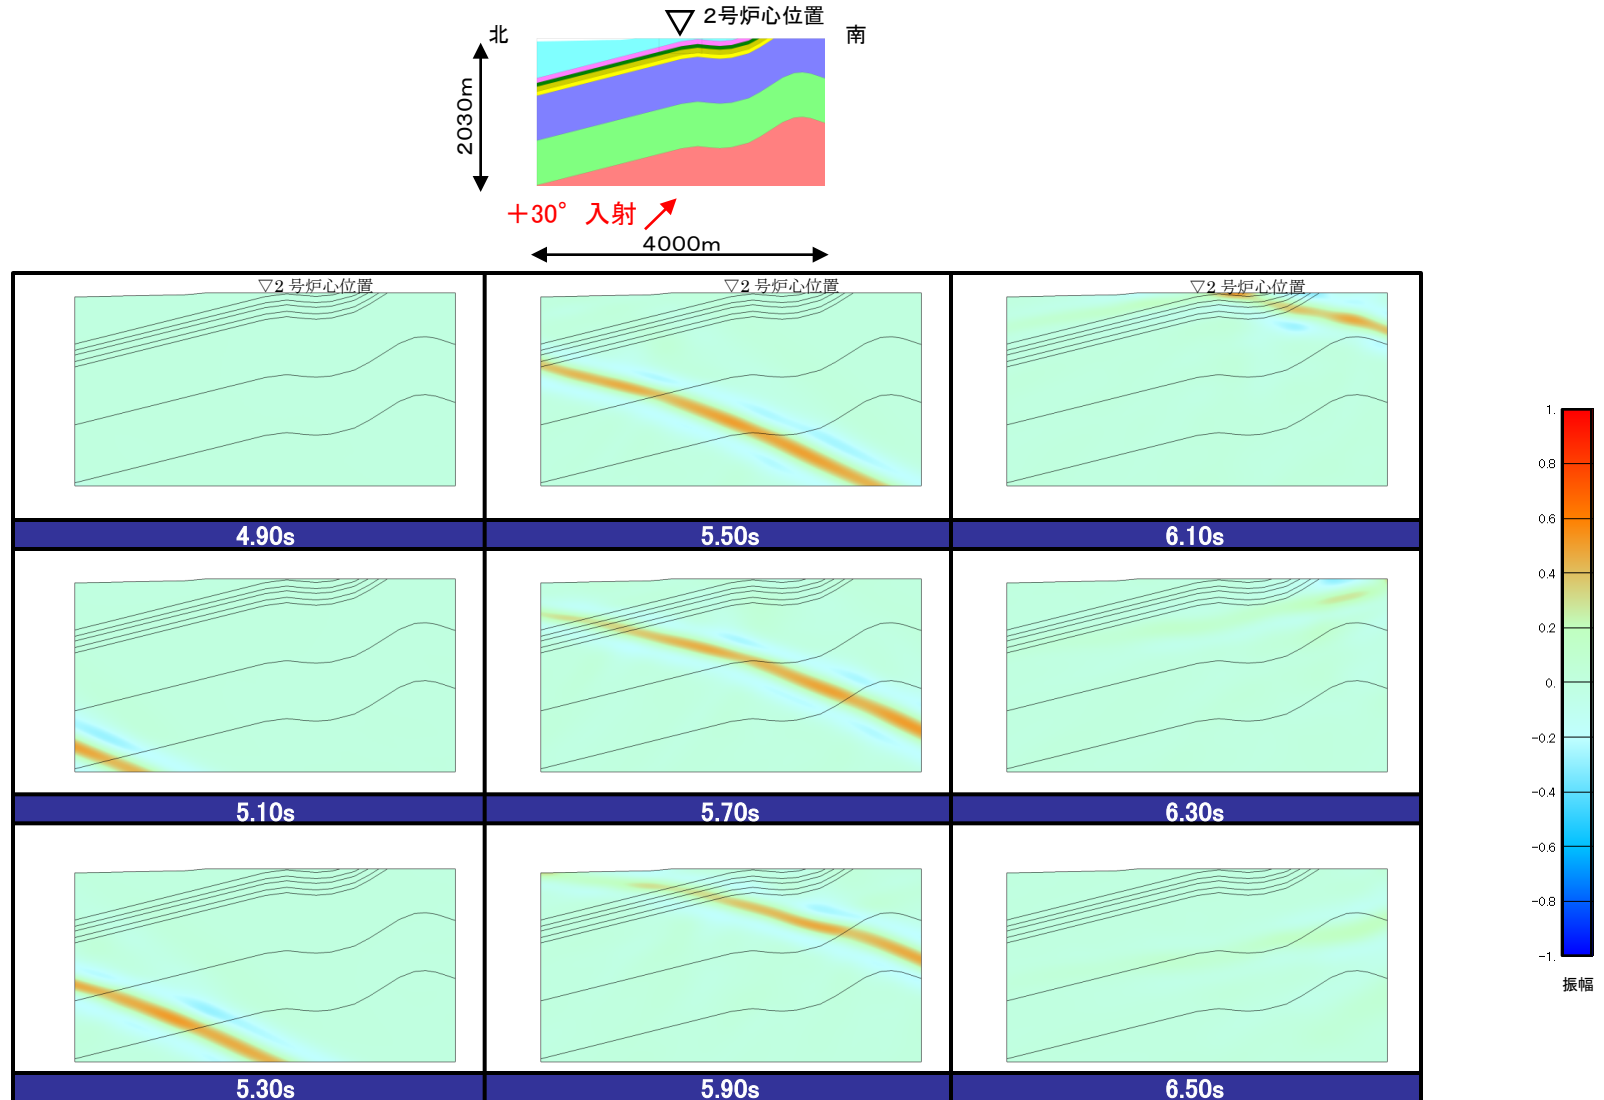 ▽ 2号炉心位置
北
南
2030m
+30° 入射
4000m
▽2 号炉心位置
▽2 号炉心位置
▽2 号炉心位置
4.90s
5.50s
6.10s
5.10s
5.70s
6.30s
5.30s
5.90s
6.50s
1.
0.8
0.6
0.4
0.2
0.
-0.2
-0.4
-0.6
-0.8
-1.
振幅